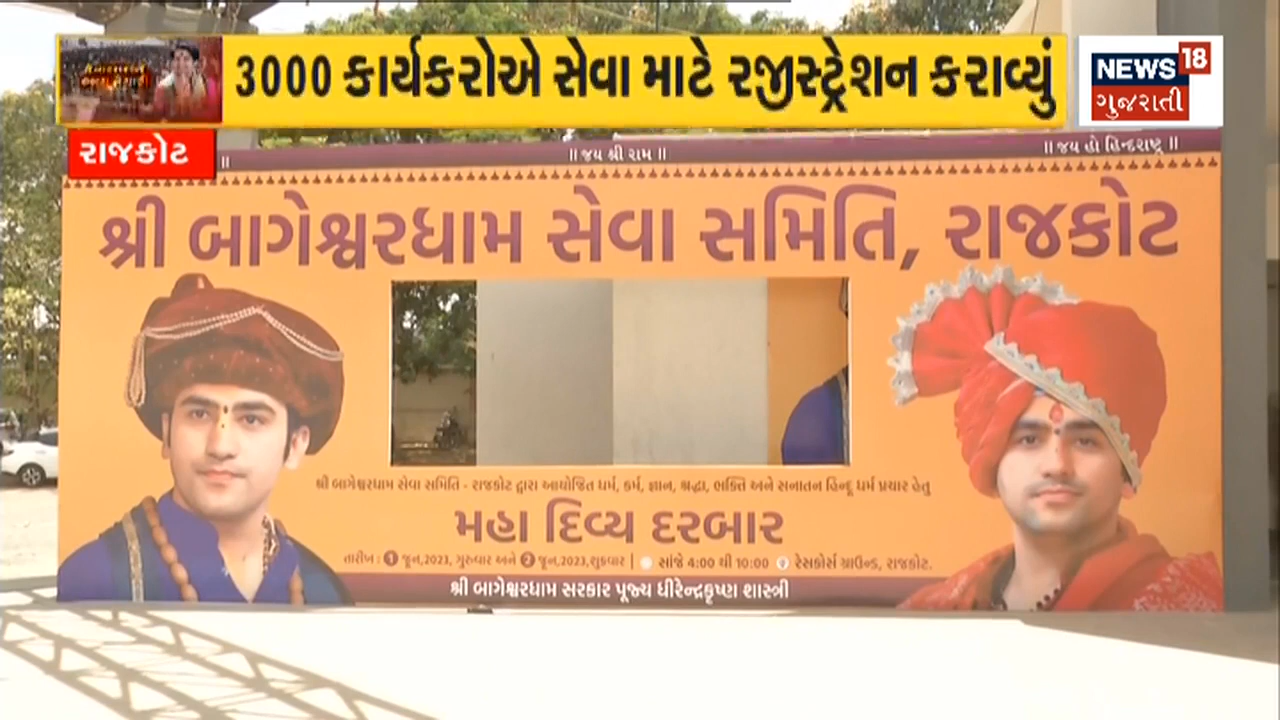 3000 કાર્યકરોએ સેવા માટે રજીસ્ટ્રેશન કરાવ્યું
NEWS 18
ગુજરાતી
રાજકોટ
॥ જય શ્રી રામ ॥
॥ જય હો હિન્દરાષ્ટ્ર ॥
શ્રી બાગેશ્વરધામ સેવા સમિતિ, રાજકોટ
શ્રી બાગેશ્વરધામ સેવા સમિતિ - રાજકોટ દ્વારા આયોજિત ધર્મ, કર્મ, જ્ઞાન, શ્રદ્ધા, ભક્તિ અને સનાતન હિન્દૂ ધર્મ પ્રચાર હેતુ
મહા દિવ્ય દરબાર
તારીખ : 1 જૂન,2023, ગુરુવાર અને 2 જૂન,2023,શુક્રવાર | સાંજે 4:00 થી 10:00 રેસકોર્સ ગ્રાઉન્ડ, રાજકોટ.
શ્રી બાગેશ્વરધામ સરકાર પૂજ્ય ધીરેન્દ્રકૃષ્ણ શાસ્ત્રી